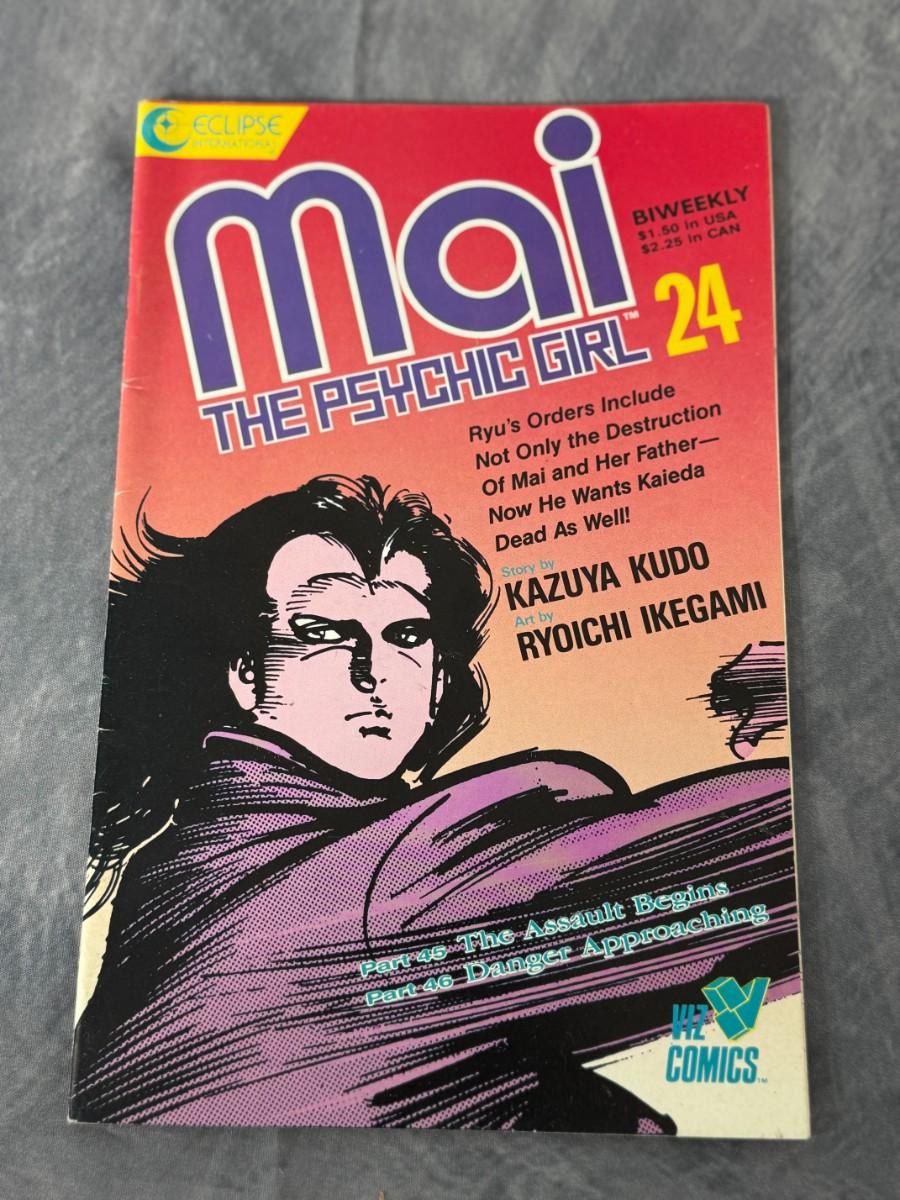 ECLIPSE
INTERNATIONAL
mai
THE PSYCHIC GIRL™
BIWEEKLY
$1.50 in USA
$2.25 in CAN
24
Ryu's Orders Include
Not Only the Destruction
Of Mai and Her Father—
Now He Wants Kaieda
Dead As Well!
Story by
KAZUYA KUDO
Art by
RYOICHI IKEGAMI
Part 45 The Assault Begins
Part 46 Danger Approaching
VIZ
COMICS™